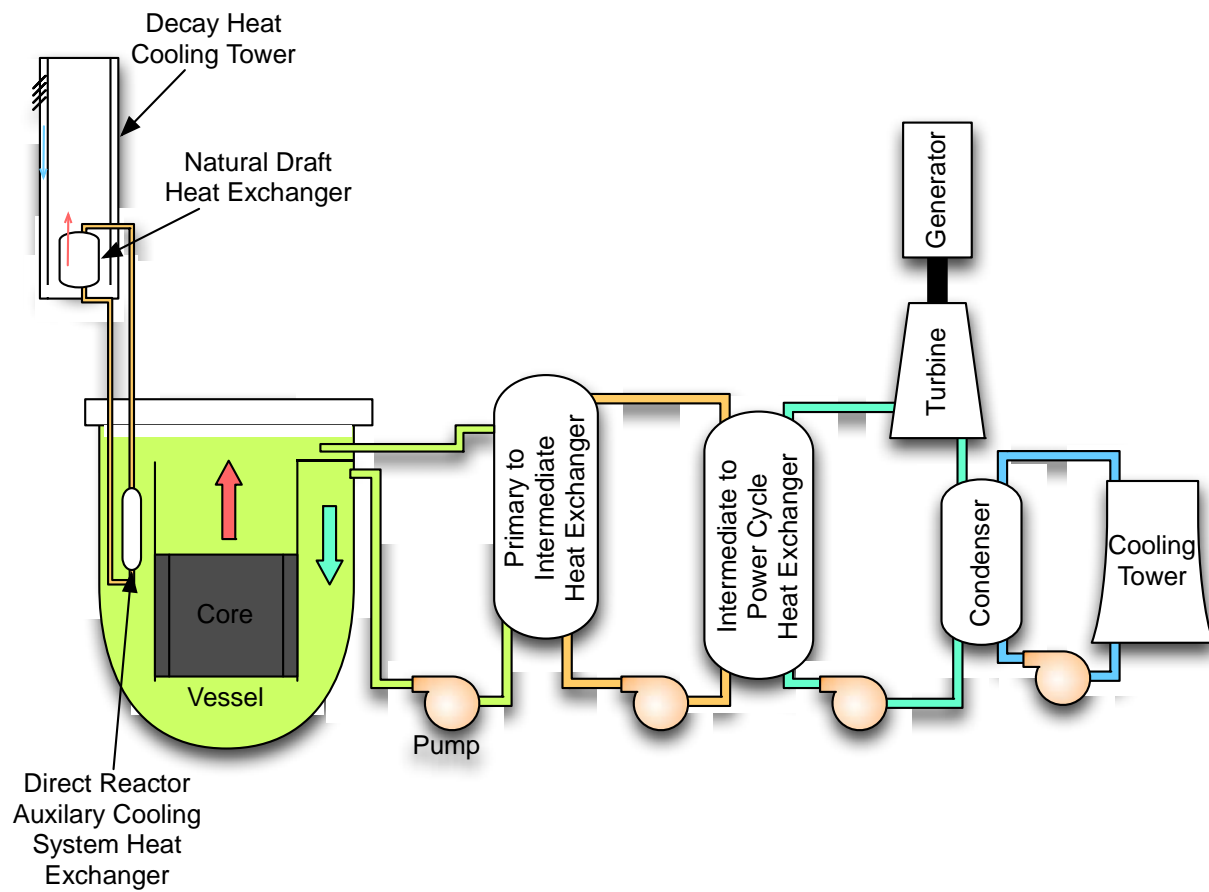 Decay Heat
Cooling Tower
Natural Draft
Heat Exchanger
Generator
Turbine
Primary to
Intermediate
Heat Exchanger
Intermediate to
Power Cycle
Heat Exchanger
Condenser
Cooling
Tower
Core
Vessel
Pump
Direct Reactor
Auxilary Cooling
System Heat
Exchanger